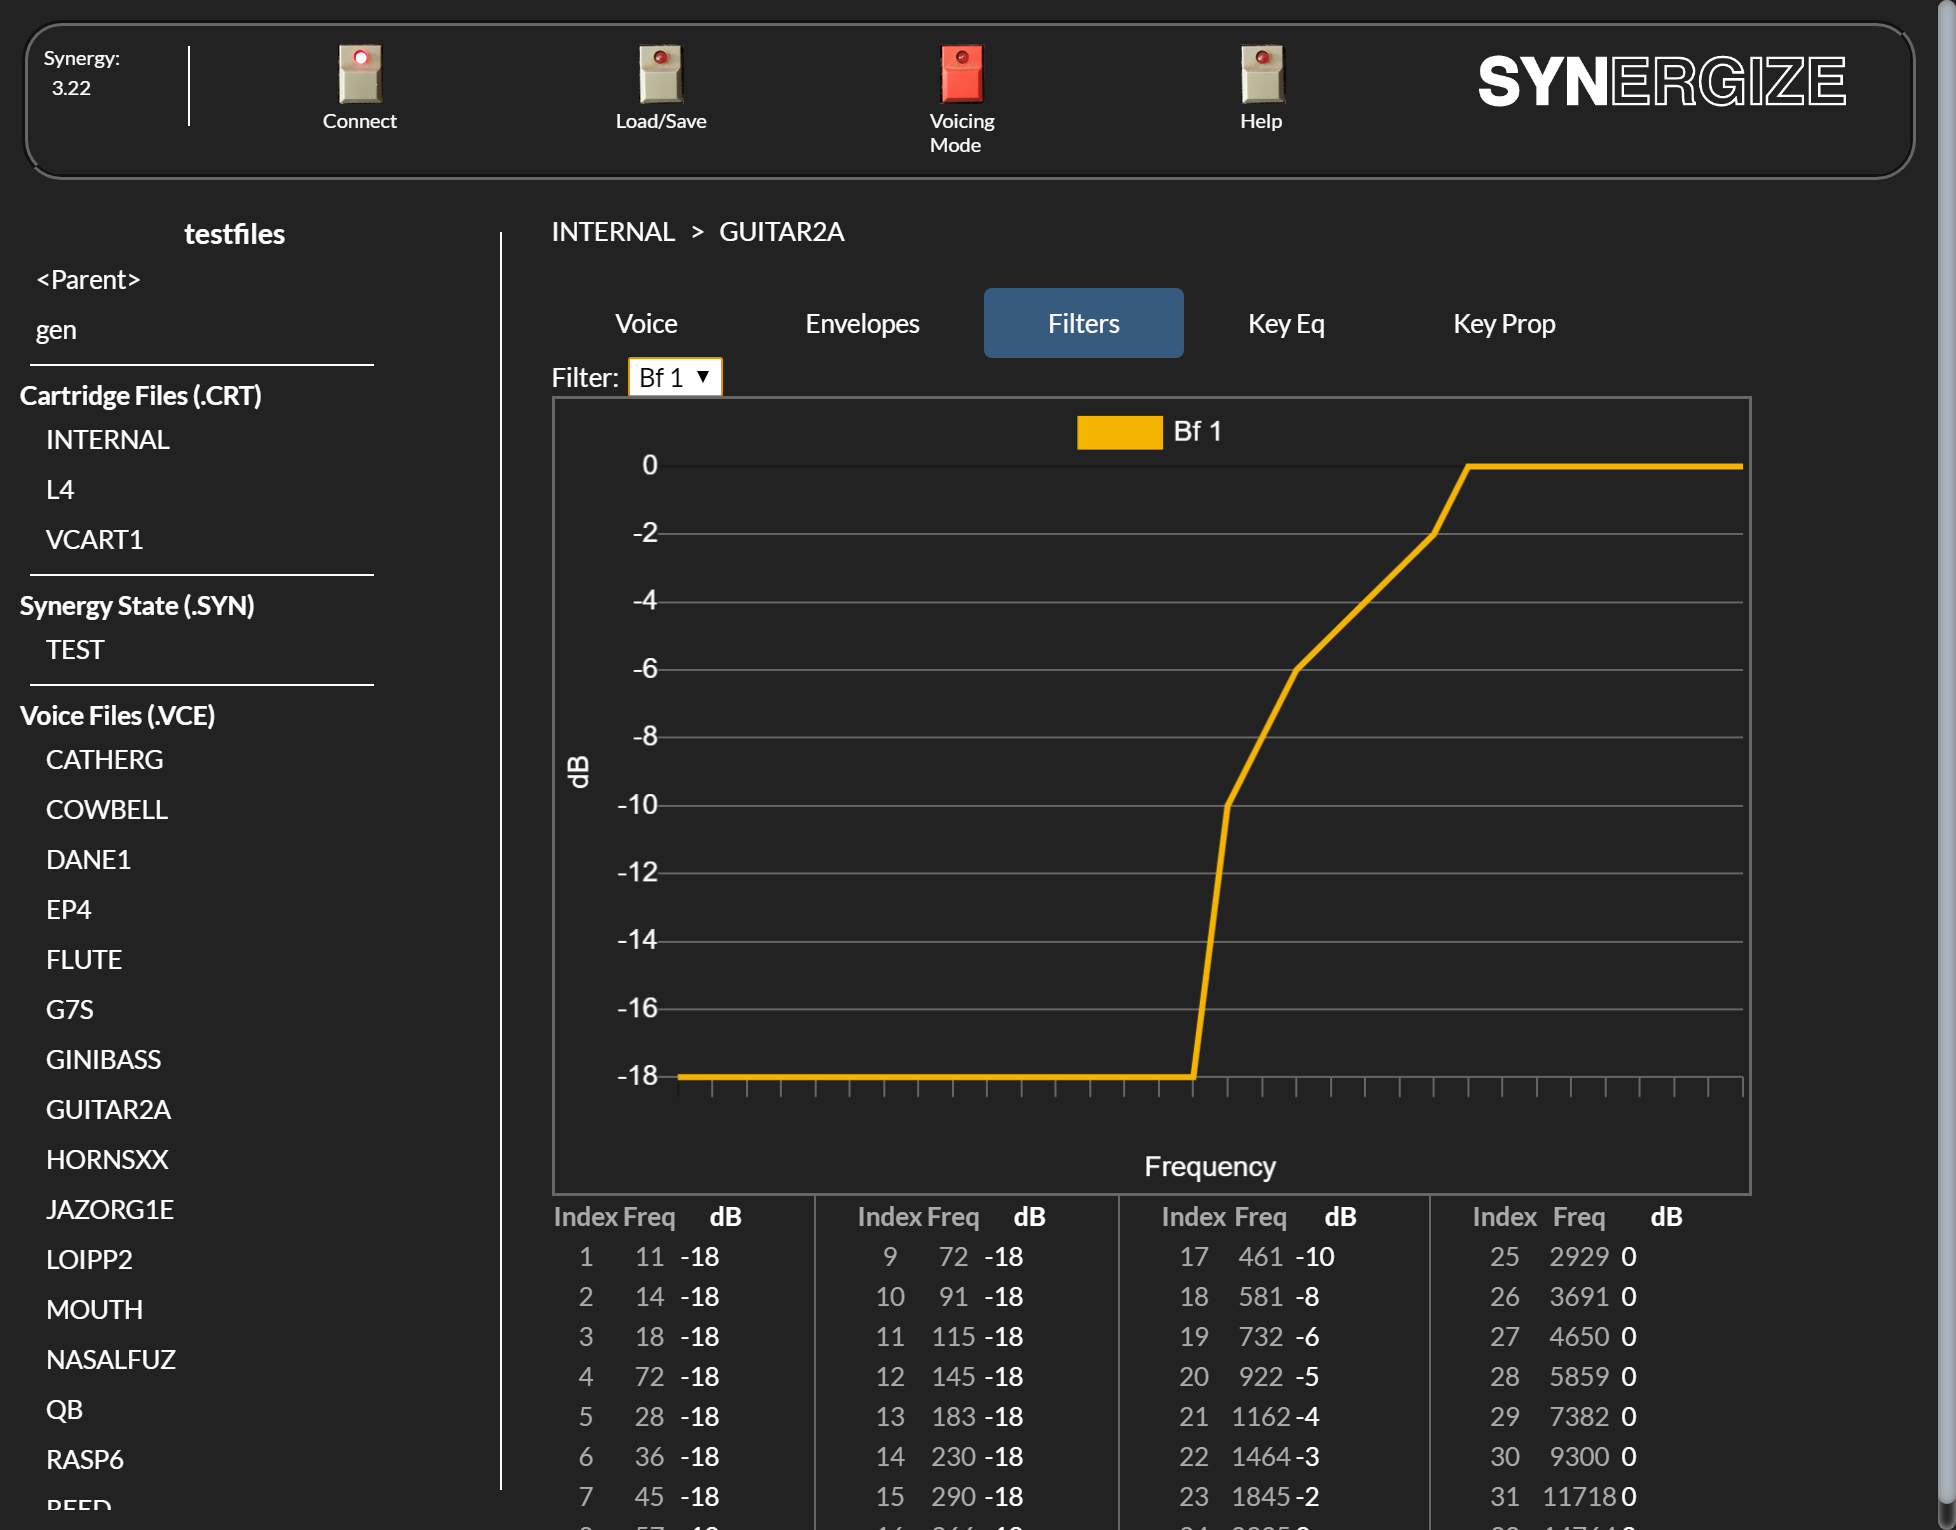 Synergy:
3.22
Connect
Load/Save
Voicing
Mode
Help
SYNERGIZE
testfiles
<Parent>
gen
Cartridge Files (.CRT)
INTERNAL
L4
VCART1
Synergy State (.SYN)
TEST
Voice Files (.VCE)
CATHERG
COWBELL
DANE1
EP4
FLUTE
G7S
GINIBASS
GUITAR2A
HORNSXX
JAZORG1E
LOIPP2
MOUTH
NASALFUZ
QB
RASP6
REED
INTERNAL > GUITAR2A
Voice Envelopes Filters Key Eq Key Prop
Filter: Bf 1 ▼
Bf 1
0
-2
-4
-6
-8
-10
-12
-14
-16
-18
dB
Frequency
Index Freq dB Index Freq dB Index Freq dB Index Freq dB
1 11 -18 9 72 -18 17 461 -10 25 2929 0
2 14 -18 10 91 -18 18 581 -8 26 3691 0
3 18 -18 11 115 -18 19 732 -6 27 4650 0
4 72 -18 12 145 -18 20 922 -5 28 5859 0
5 28 -18 13 183 -18 21 1162 -4 29 7382 0
6 36 -18 14 230 -18 22 1464 -3 30 9300 0
7 45 -18 15 290 -18 23 1845 -2 31 11718 0